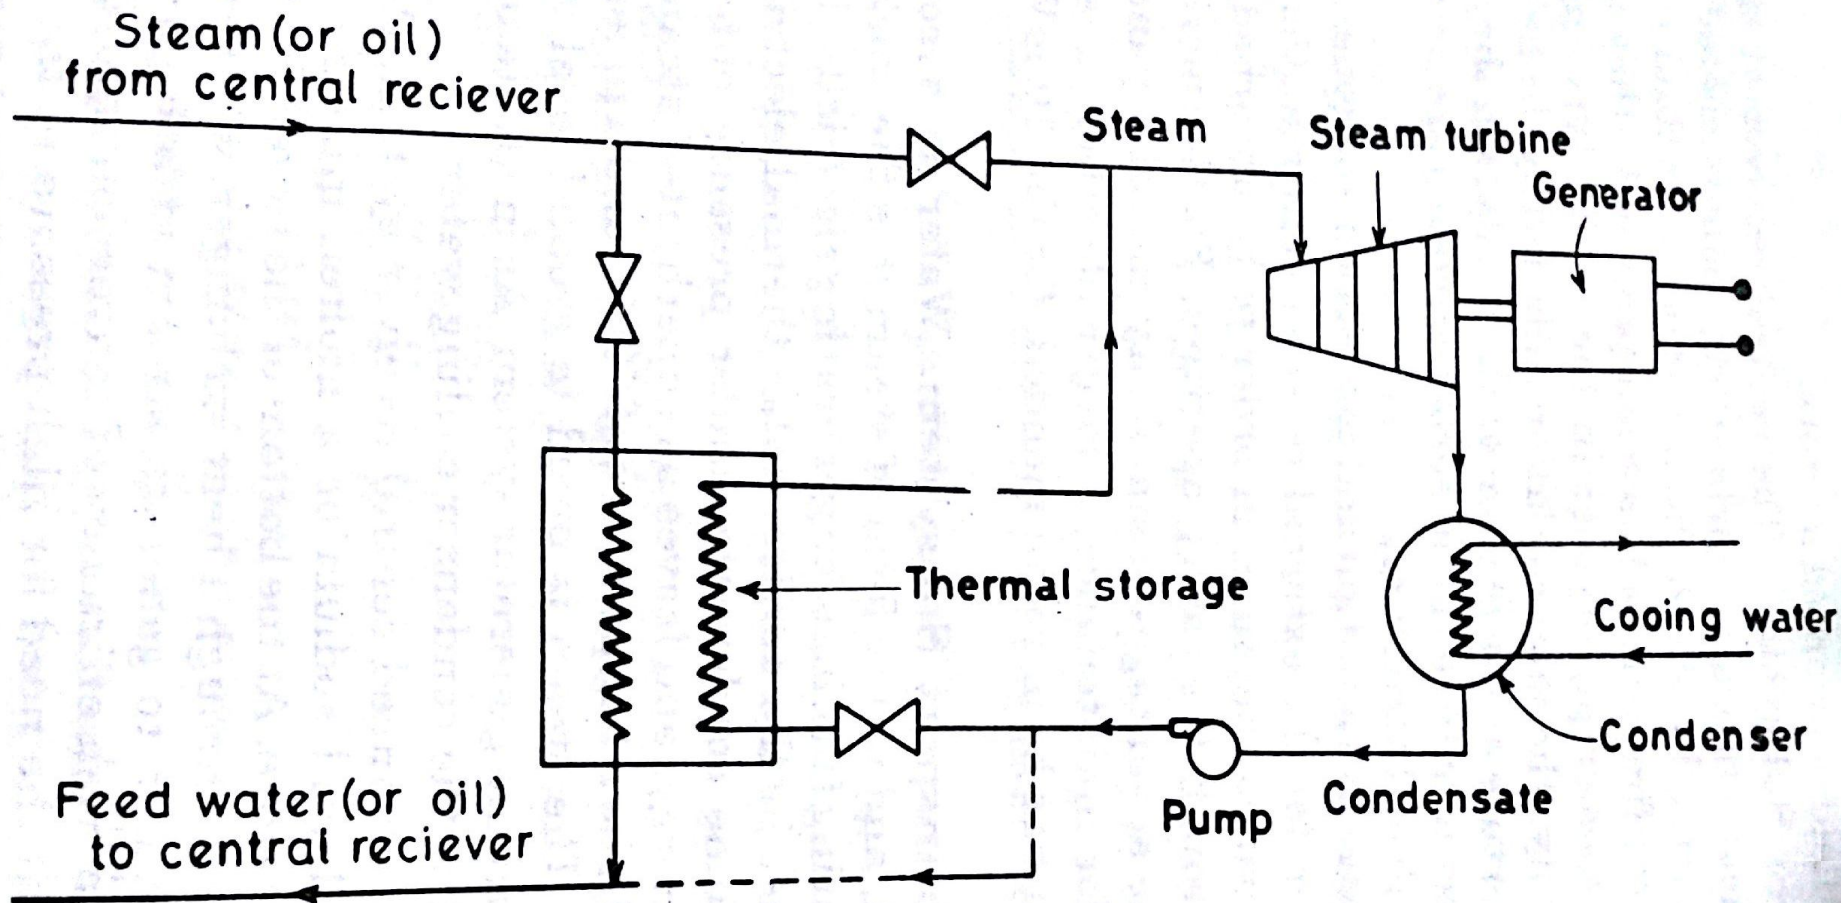 Steam (or oil)
from central reciever
Steam
Steam turbine
Generator
Thermal storage
Cooing water
Condenser
Condensate
Pump
Feed water (or oil)
to central reciever